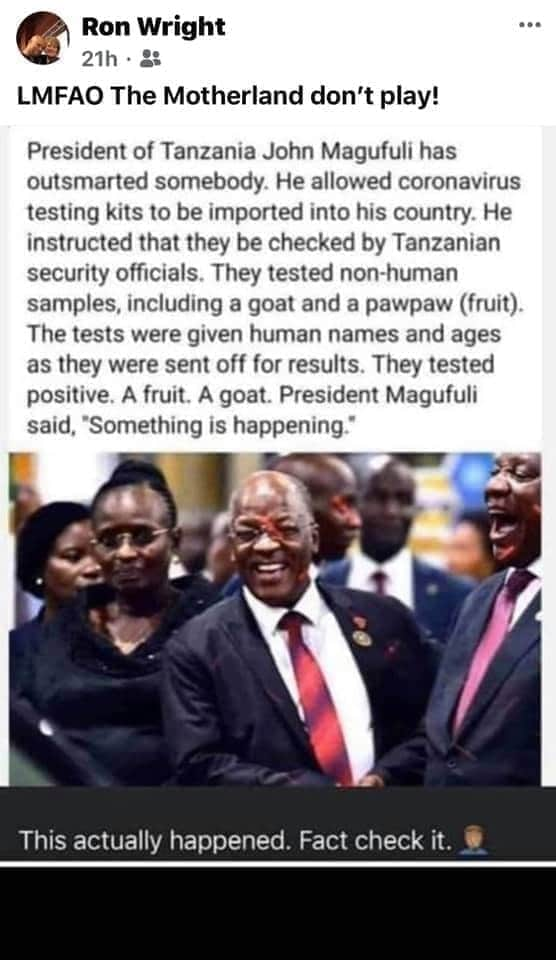 Ron Wright
21h ·
LMFAO The Motherland don't play!
President of Tanzania John Magufuli has
outsmarted somebody. He allowed coronavirus
testing kits to be imported into his country. He
instructed that they be checked by Tanzanian
security officials. They tested non-human
samples, including a goat and a pawpaw (fruit).
The tests were given human names and ages
as they were sent off for results. They tested
positive. A fruit. A goat. President Magufuli
said, "Something is happening."
This actually happened. Fact check it. 🤦🏽‍♂️